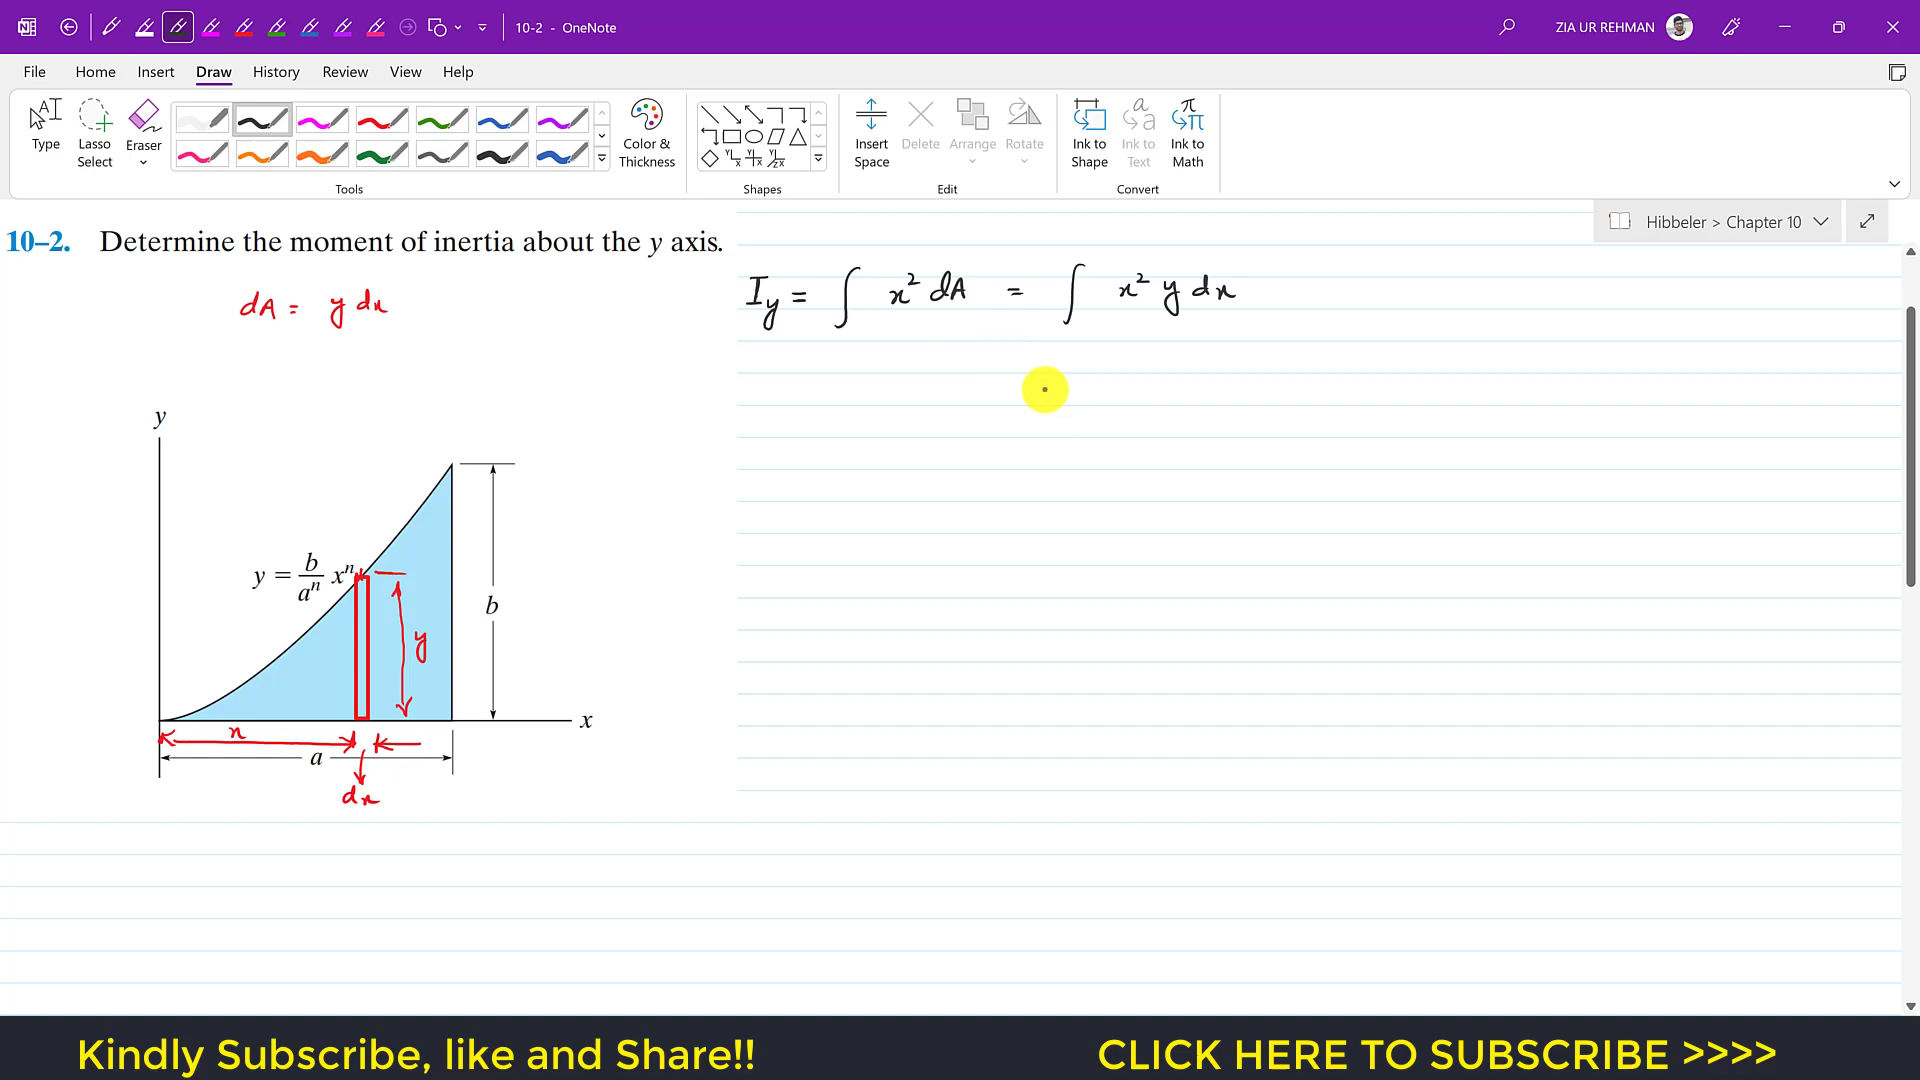 10-2 - OneNote
ZIA UR REHMAN
File Home Insert Draw History Review View Help
Type
Lasso Select
Eraser
Color & Thickness
Insert Space
Delete
Arrange
Rotate
Ink to Shape
Ink to Text
Ink to Math
Tools
Shapes
Edit
Convert
Hibbeler > Chapter 10
10–2. Determine the moment of inertia about the y axis.
dA = y dx
I_y = ∫ x² dA = ∫ x² y dx
y
y = b/aⁿ xⁿ
b
y
x
x
a
dx
Kindly Subscribe, like and Share!!
CLICK HERE TO SUBSCRIBE >>>>